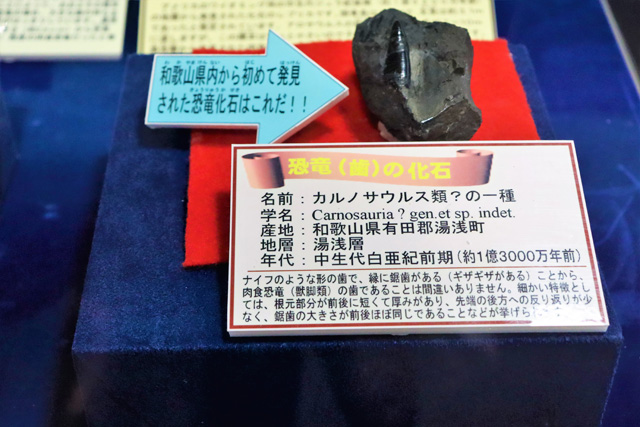 和歌山県内から初めて発見
された恐竜化石はこれだ！！
恐竜（歯）の化石
名前：カルノサウルス類？の一種
学名：Carnosauria ? gen.et sp. indet.
産地：和歌山県有田郡湯浅町
地層：湯浅層
年代：中生代白亜紀前期（約1億3000万年前）
ナイフのような形の歯で、縁に鋸歯がある（ギザギザがある）ことから、
肉食恐竜（獣脚類）の歯であることは間違いありません。細かい特徴とし
ては、根元部分が前後に短くて厚みがあり、先端の後方への反り返りが少
なく、鋸歯の大きさが前後ほぼ同じであることなどが挙げられ